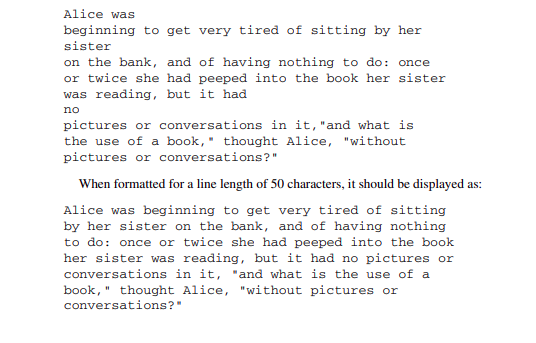 Alice was
beginning to get very tired of sitting by her
sister
on the bank, and of having nothing to do: once
or twice she had peeped into the book her sister
was reading, but it had
no
pictures or conversations in it,"and what is
the use of a book," thought Alice, "without
pictures or conversations?"
When formatted for a line length of 50 characters, it should be displayed as:
Alice was beginning to get very tired of sitting
by her sister on the bank, and of having nothing
to do: once or twice she had peeped into the book
her sister was reading, but it had no pictures or
conversations in it, "and what is the use of a
book," thought Alice, "without pictures or
conversations?"